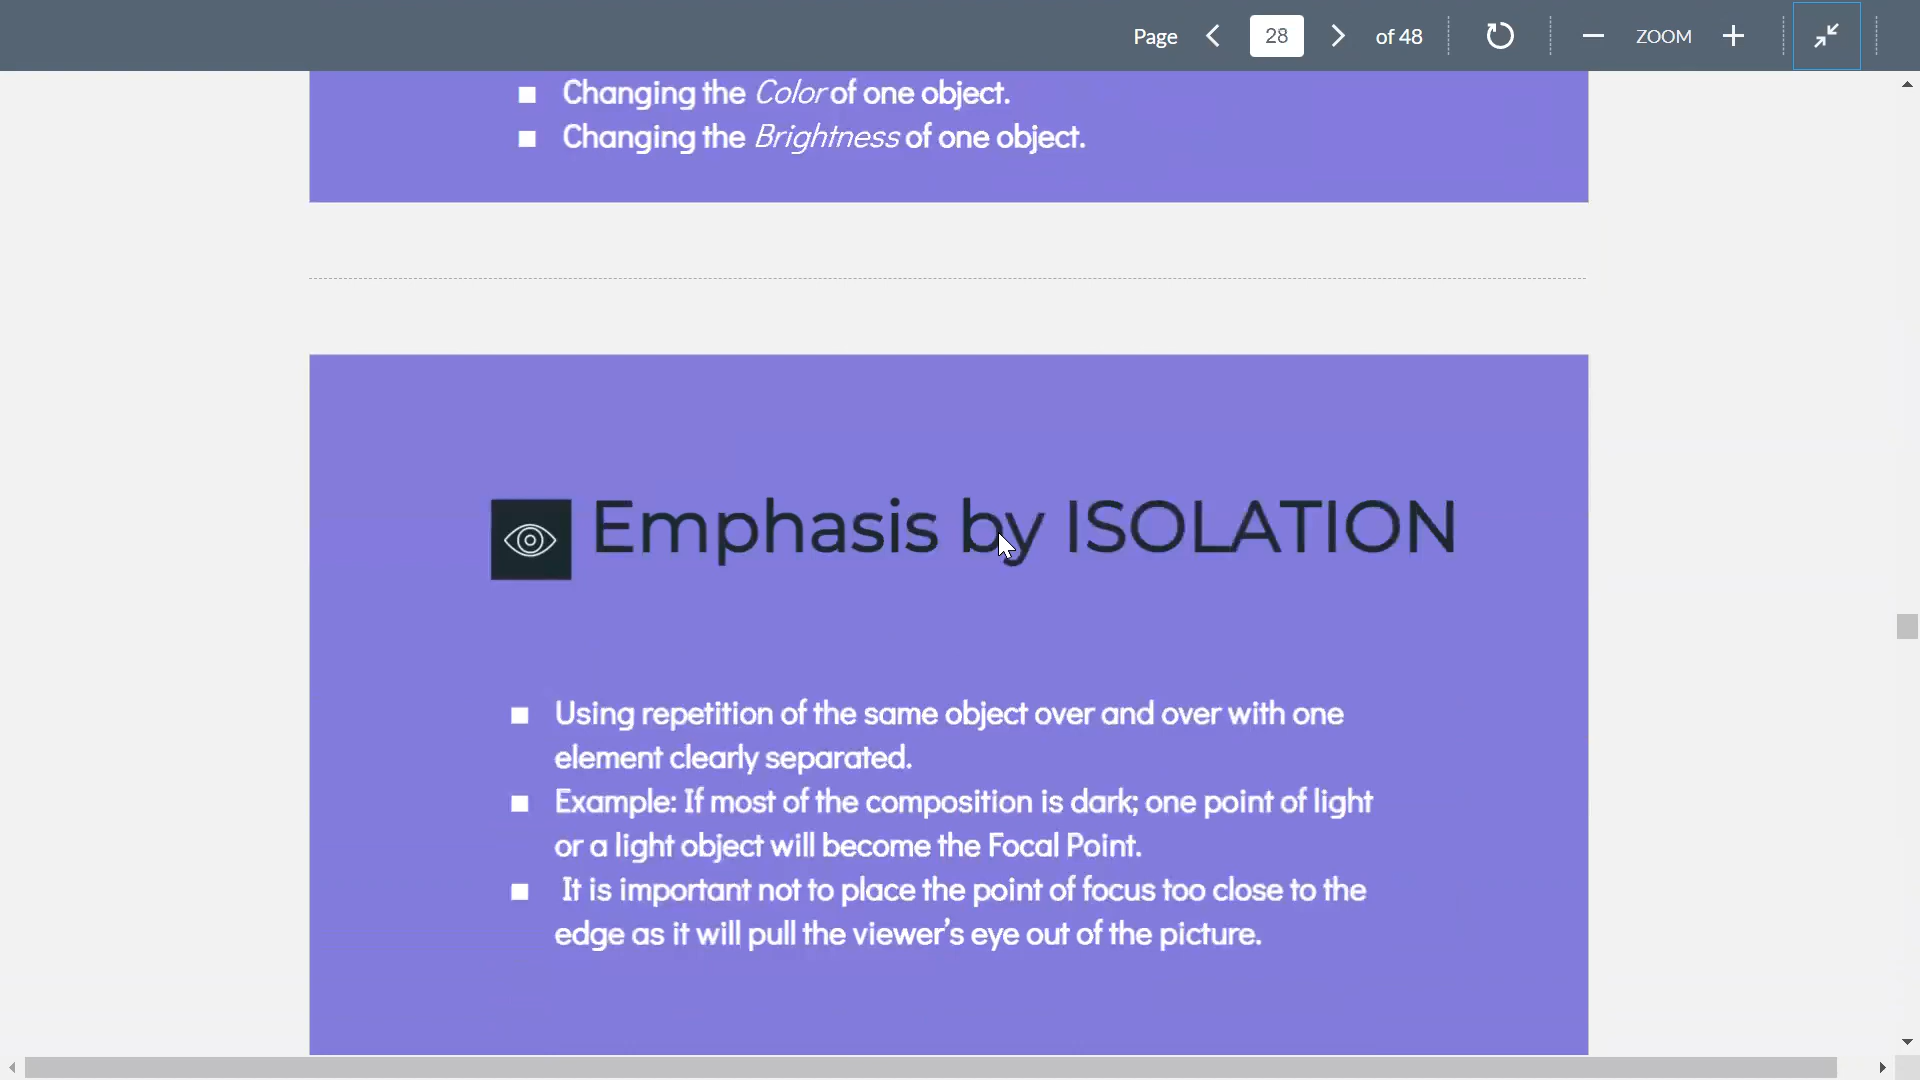 Page 28 of 48 ZOOM
Changing the Color of one object.
Changing the Brightness of one object.
Emphasis by ISOLATION
Using repetition of the same object over and over with one
element clearly separated.
Example: If most of the composition is dark; one point of light
or a light object will become the Focal Point.
It is important not to place the point of focus too close to the
edge as it will pull the viewer's eye out of the picture.